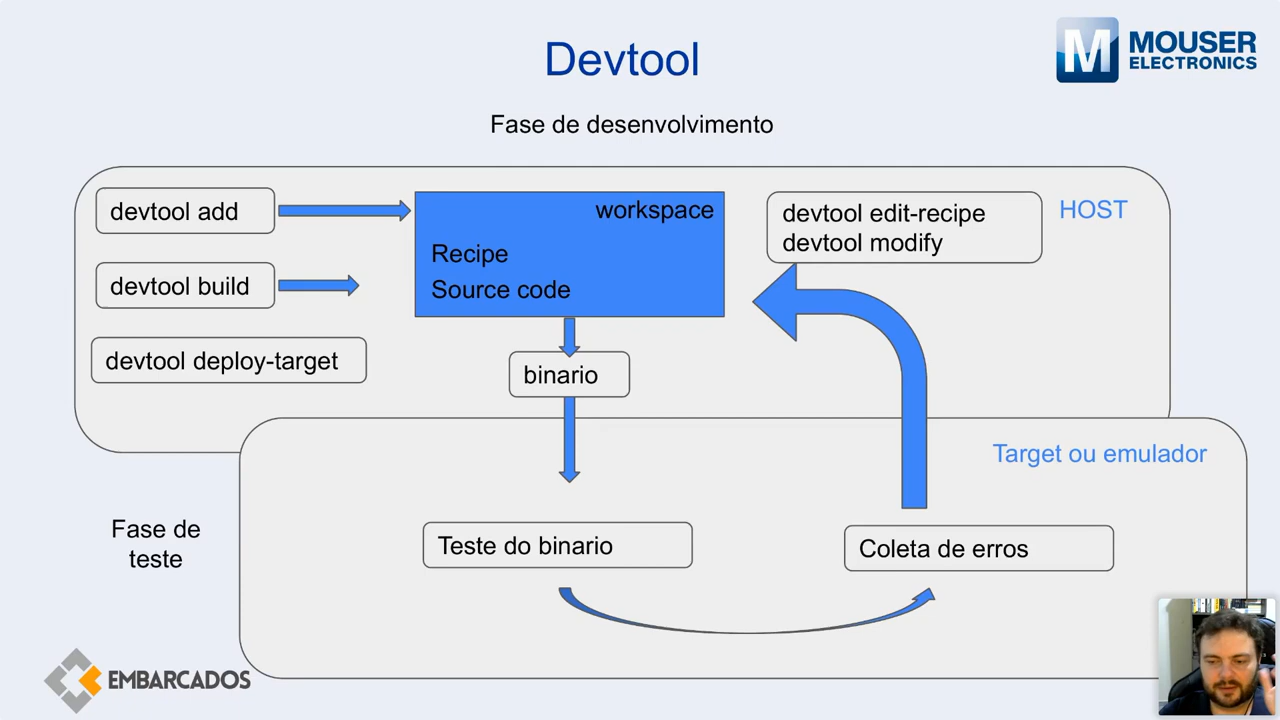 Devtool
MOUSER
ELECTRONICS
Fase de desenvolvimento
devtool add
workspace
devtool edit-recipe
devtool modify
HOST
Recipe
Source code
devtool build
devtool deploy-target
binario
Target ou emulador
Fase de
teste
Teste do binario
Coleta de erros
EMBARCADOS
M